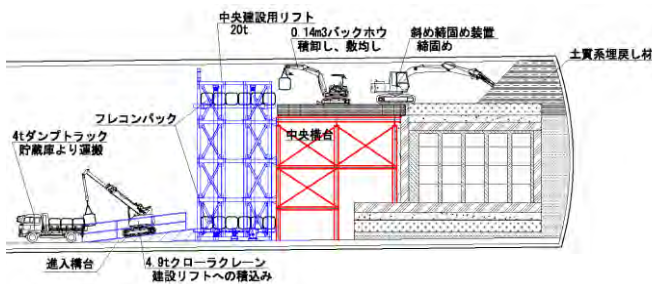 中央建設用リフト
20t
0.14m3バックホウ
積卸し、敷均し
斜め締固め装置
締固め
土質系埋戻し材
フレコンバック
4tダンプトラック
貯蔵庫より運搬
中央構台
進入構台
4.9tクローラクレーン
建設リフトへの積込み